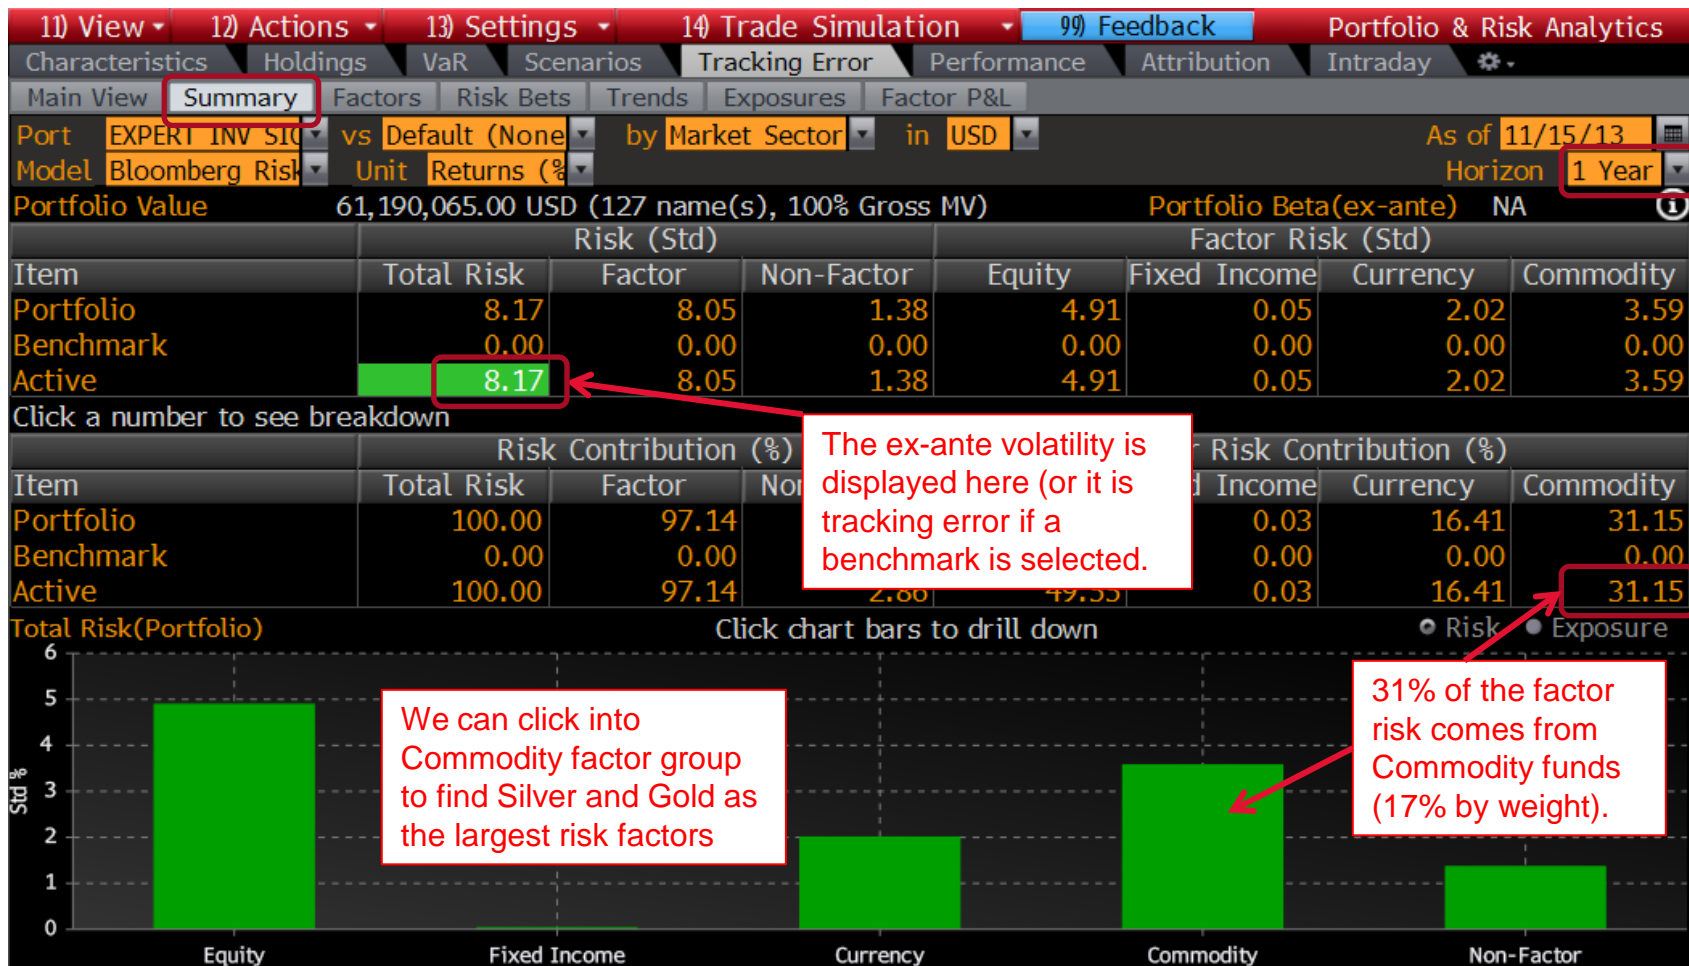 11) View 12) Actions 13) Settings 14) Trade Simulation 99) Feedback Portfolio & Risk Analytics
Characteristics Holdings VaR Scenarios Tracking Error Performance Attribution Intraday
Main View Summary Factors Risk Bets Trends Exposures Factor P&L
Port EXPERT INV vs Default (None by Market Sector in USD As of 11/15/13
Model Bloomberg Risk Unit Returns (% Horizon 1 Year
Portfolio Value 61,190,065.00 USD (127 name(s), 100% Gross MV) Portfolio Beta(ex-ante) NA
Risk (Std) Factor Risk (Std)
Item Total Risk Factor Non-Factor Equity Fixed Income Currency Commodity
Portfolio 8.17 8.05 1.38 4.91 0.05 2.02 3.59
Benchmark 0.00 0.00 0.00 0.00 0.00 0.00 0.00
Active 8.17 8.05 1.38 4.91 0.05 2.02 3.59
Click a number to see breakdown
Risk Contribution (%) Risk Contribution (%)
Item Total Risk Factor Income Currency Commodity
Portfolio 100.00 97.14 0.03 16.41 31.15
Benchmark 0.00 0.00 0.00 0.00 0.00
Active 100.00 97.14 2.86 49.55 0.03 16.41 31.15
The ex-ante volatility is
displayed here (or it is
tracking error if a
benchmark is selected.
Total Risk(Portfolio) Click chart bars to drill down Risk Exposure
31% of the factor
risk comes from
Commodity funds
(17% by weight).
We can click into
Commodity factor group
to find Silver and Gold as
the largest risk factors
Std %
6
5
4
3
2
1
0
Equity Fixed Income Currency Commodity Non-Factor